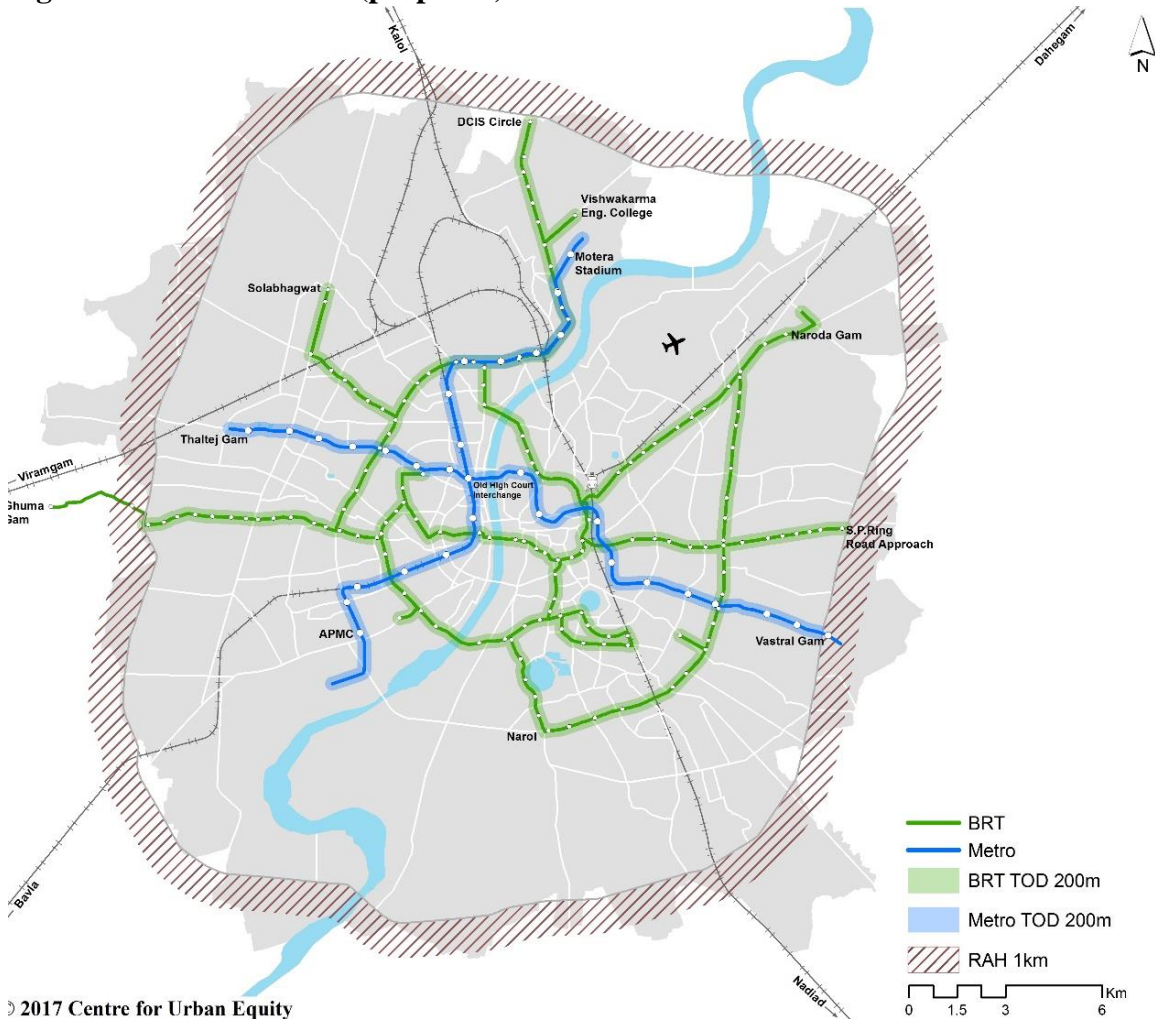 Kalol
Dahegam
N
DCIS Circle
Vishwakarma
Eng. College
Motera
Stadium
Solabhagwat
Naroda Gam
Thaltej Gam
Viramgam
Old High Court
Interchange
Ghuma
Gam
S.P.Ring
Road Approach
APMC
Vastral Gam
Narol
Bavla
Nadiad
BRT
Metro
BRT TOD 200m
Metro TOD 200m
RAH 1km
Km
0 1.5 3 6
© 2017 Centre for Urban Equity